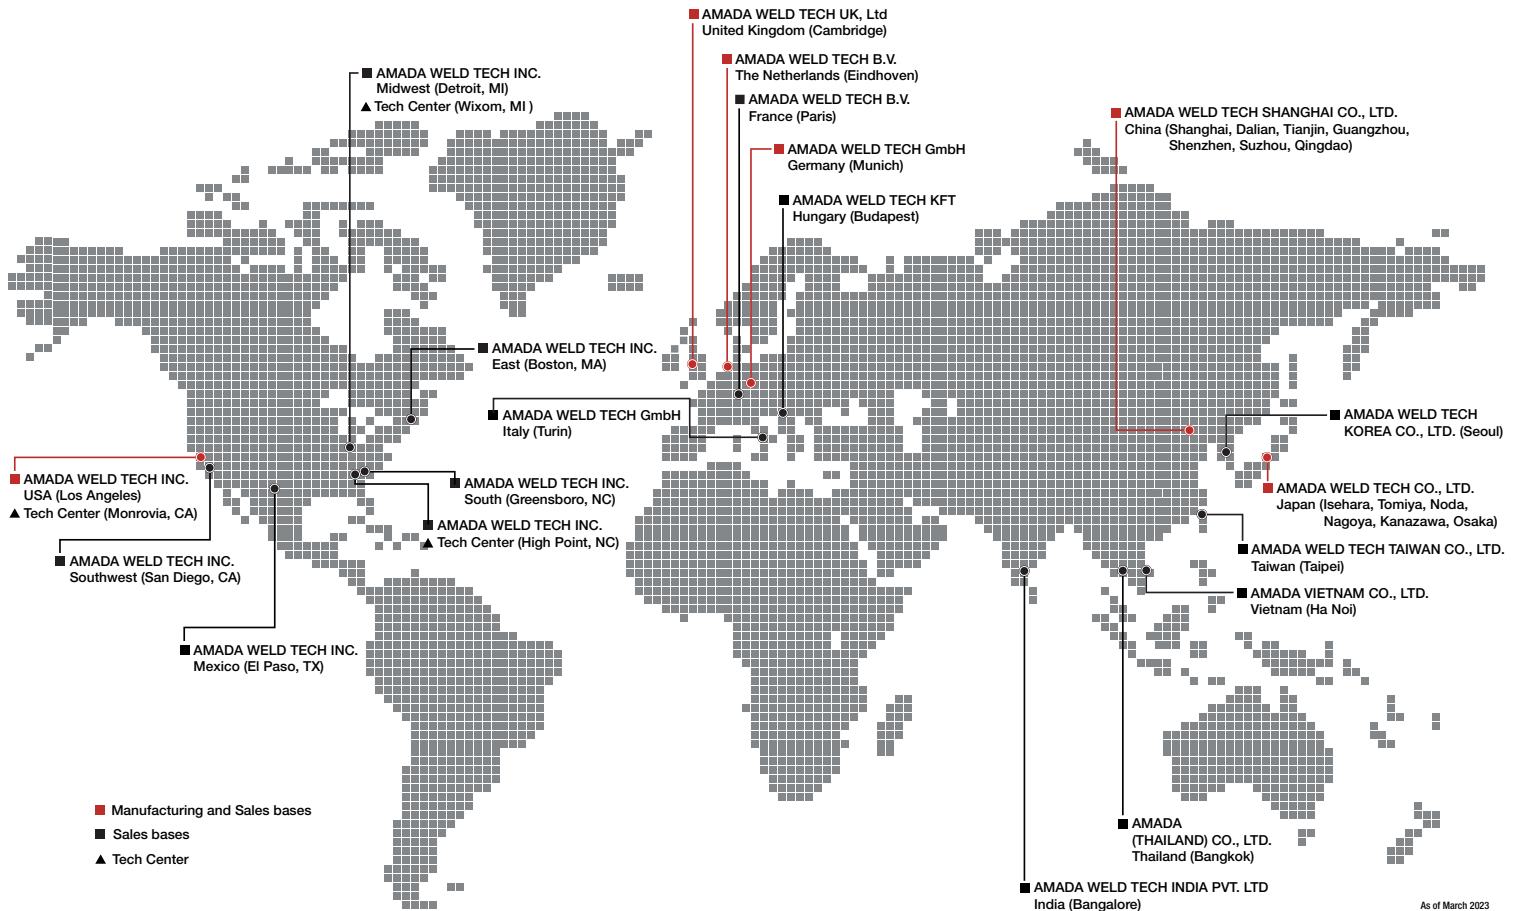 AMADA WELD TECH UK, Ltd
United Kingdom (Cambridge)
AMADA WELD TECH B.V.
The Netherlands (Eindhoven)
AMADA WELD TECH INC.
Midwest (Detroit, MI)
Tech Center (Wixom, MI )
AMADA WELD TECH B.V.
France (Paris)
AMADA WELD TECH SHANGHAI CO., LTD.
China (Shanghai, Dalian, Tianjin, Guangzhou,
Shenzhen, Suzhou, Qingdao)
AMADA WELD TECH GmbH
Germany (Munich)
AMADA WELD TECH KFT
Hungary (Budapest)
AMADA WELD TECH INC.
East (Boston, MA)
AMADA WELD TECH GmbH
Italy (Turin)
AMADA WELD TECH
KOREA CO., LTD. (Seoul)
AMADA WELD TECH INC.
USA (Los Angeles)
Tech Center (Monrovia, CA)
AMADA WELD TECH INC.
South (Greensboro, NC)
AMADA WELD TECH CO., LTD.
Japan (Isehara, Tomiya, Noda,
Nagoya, Kanazawa, Osaka)
AMADA WELD TECH INC.
Tech Center (High Point, NC)
AMADA WELD TECH INC.
Southwest (San Diego, CA)
AMADA WELD TECH TAIWAN CO., LTD.
Taiwan (Taipei)
AMADA VIETNAM CO., LTD.
Vietnam (Ha Noi)
AMADA WELD TECH INC.
Mexico (El Paso, TX)
Manufacturing and Sales bases
Sales bases
Tech Center
AMADA
(THAILAND) CO., LTD.
Thailand (Bangkok)
AMADA WELD TECH INDIA PVT. LTD
India (Bangalore)
As of March 2023